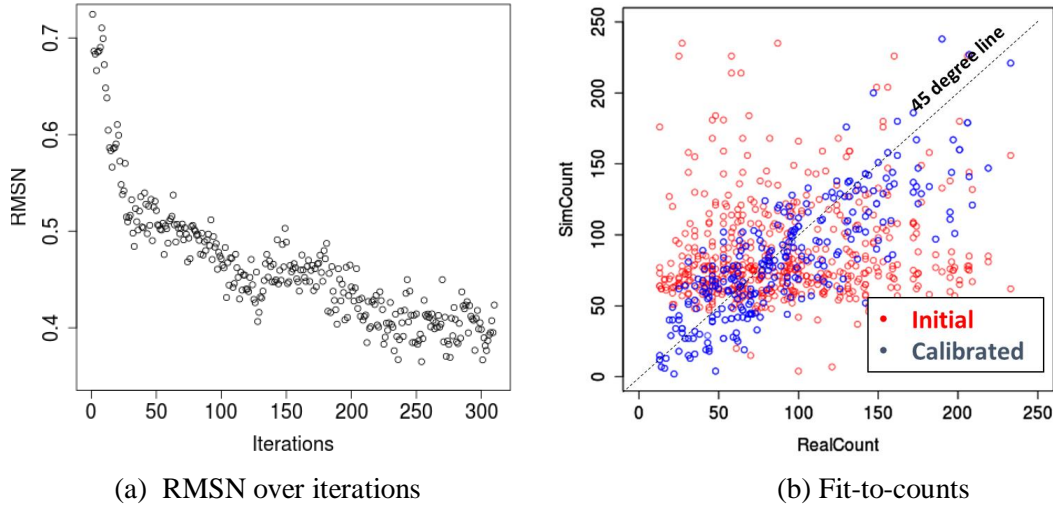 0.7
0.6
0.5
0.4
RMSN
0 50 100 150 200 250 300
Iterations
(a) RMSN over iterations
250
200
150
100
50
0
SimCount
45 degree line
Initial
Calibrated
0 50 100 150 200 250
RealCount
(b) Fit-to-counts